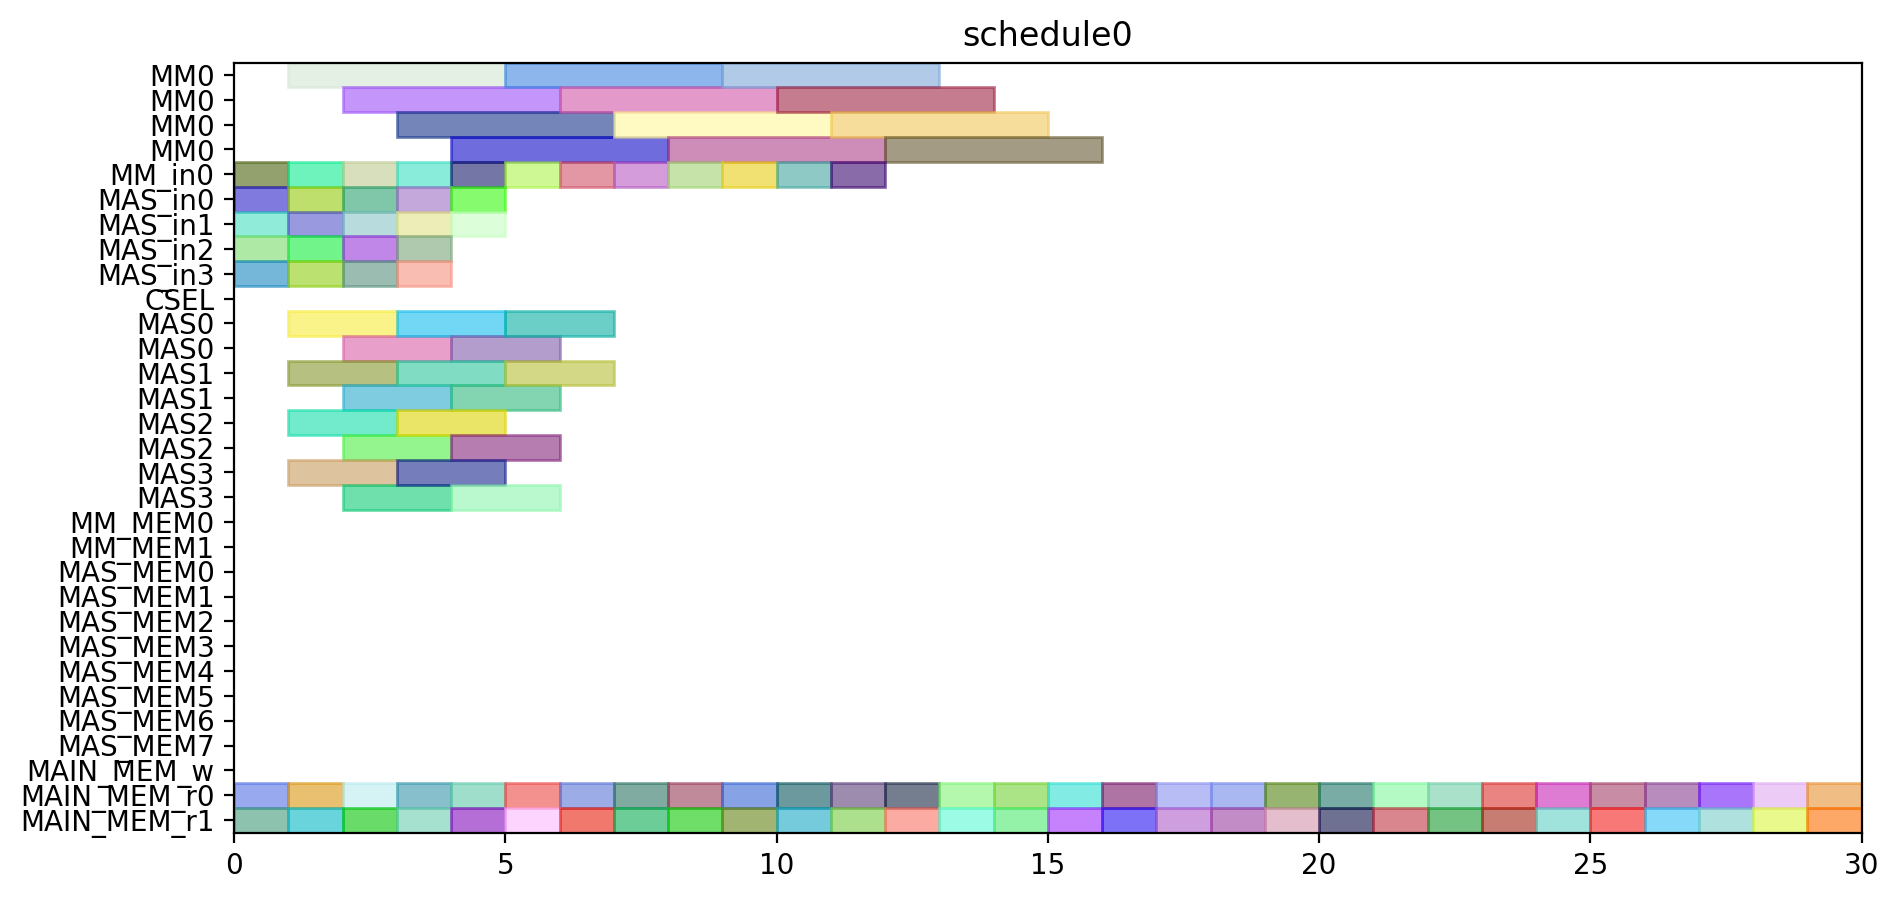 schedule0
MM0
MM0
MM0
MM0
MM_in0
MAS_in0
MAS_in1
MAS_in2
MAS_in3
CSEL
MAS0
MAS0
MAS1
MAS1
MAS2
MAS2
MAS3
MAS3
MM_MEM0
MM_MEM1
MAS_MEM0
MAS_MEM1
MAS_MEM2
MAS_MEM3
MAS_MEM4
MAS_MEM5
MAS_MEM6
MAS_MEM7
MAIN_MEM_w
MAIN_MEM_r0
MAIN_MEM_r1
0 5 10 15 20 25 30